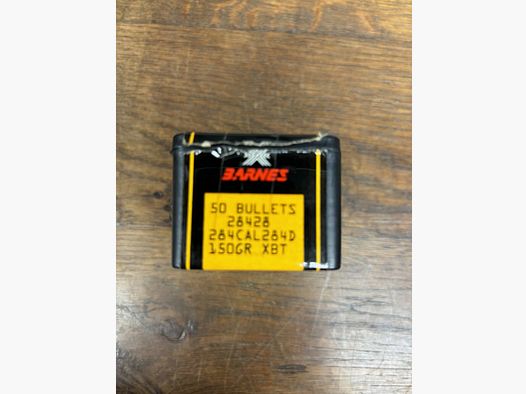 BARNES
50 BULLETS
28428
284CAL284D
150GR XBT